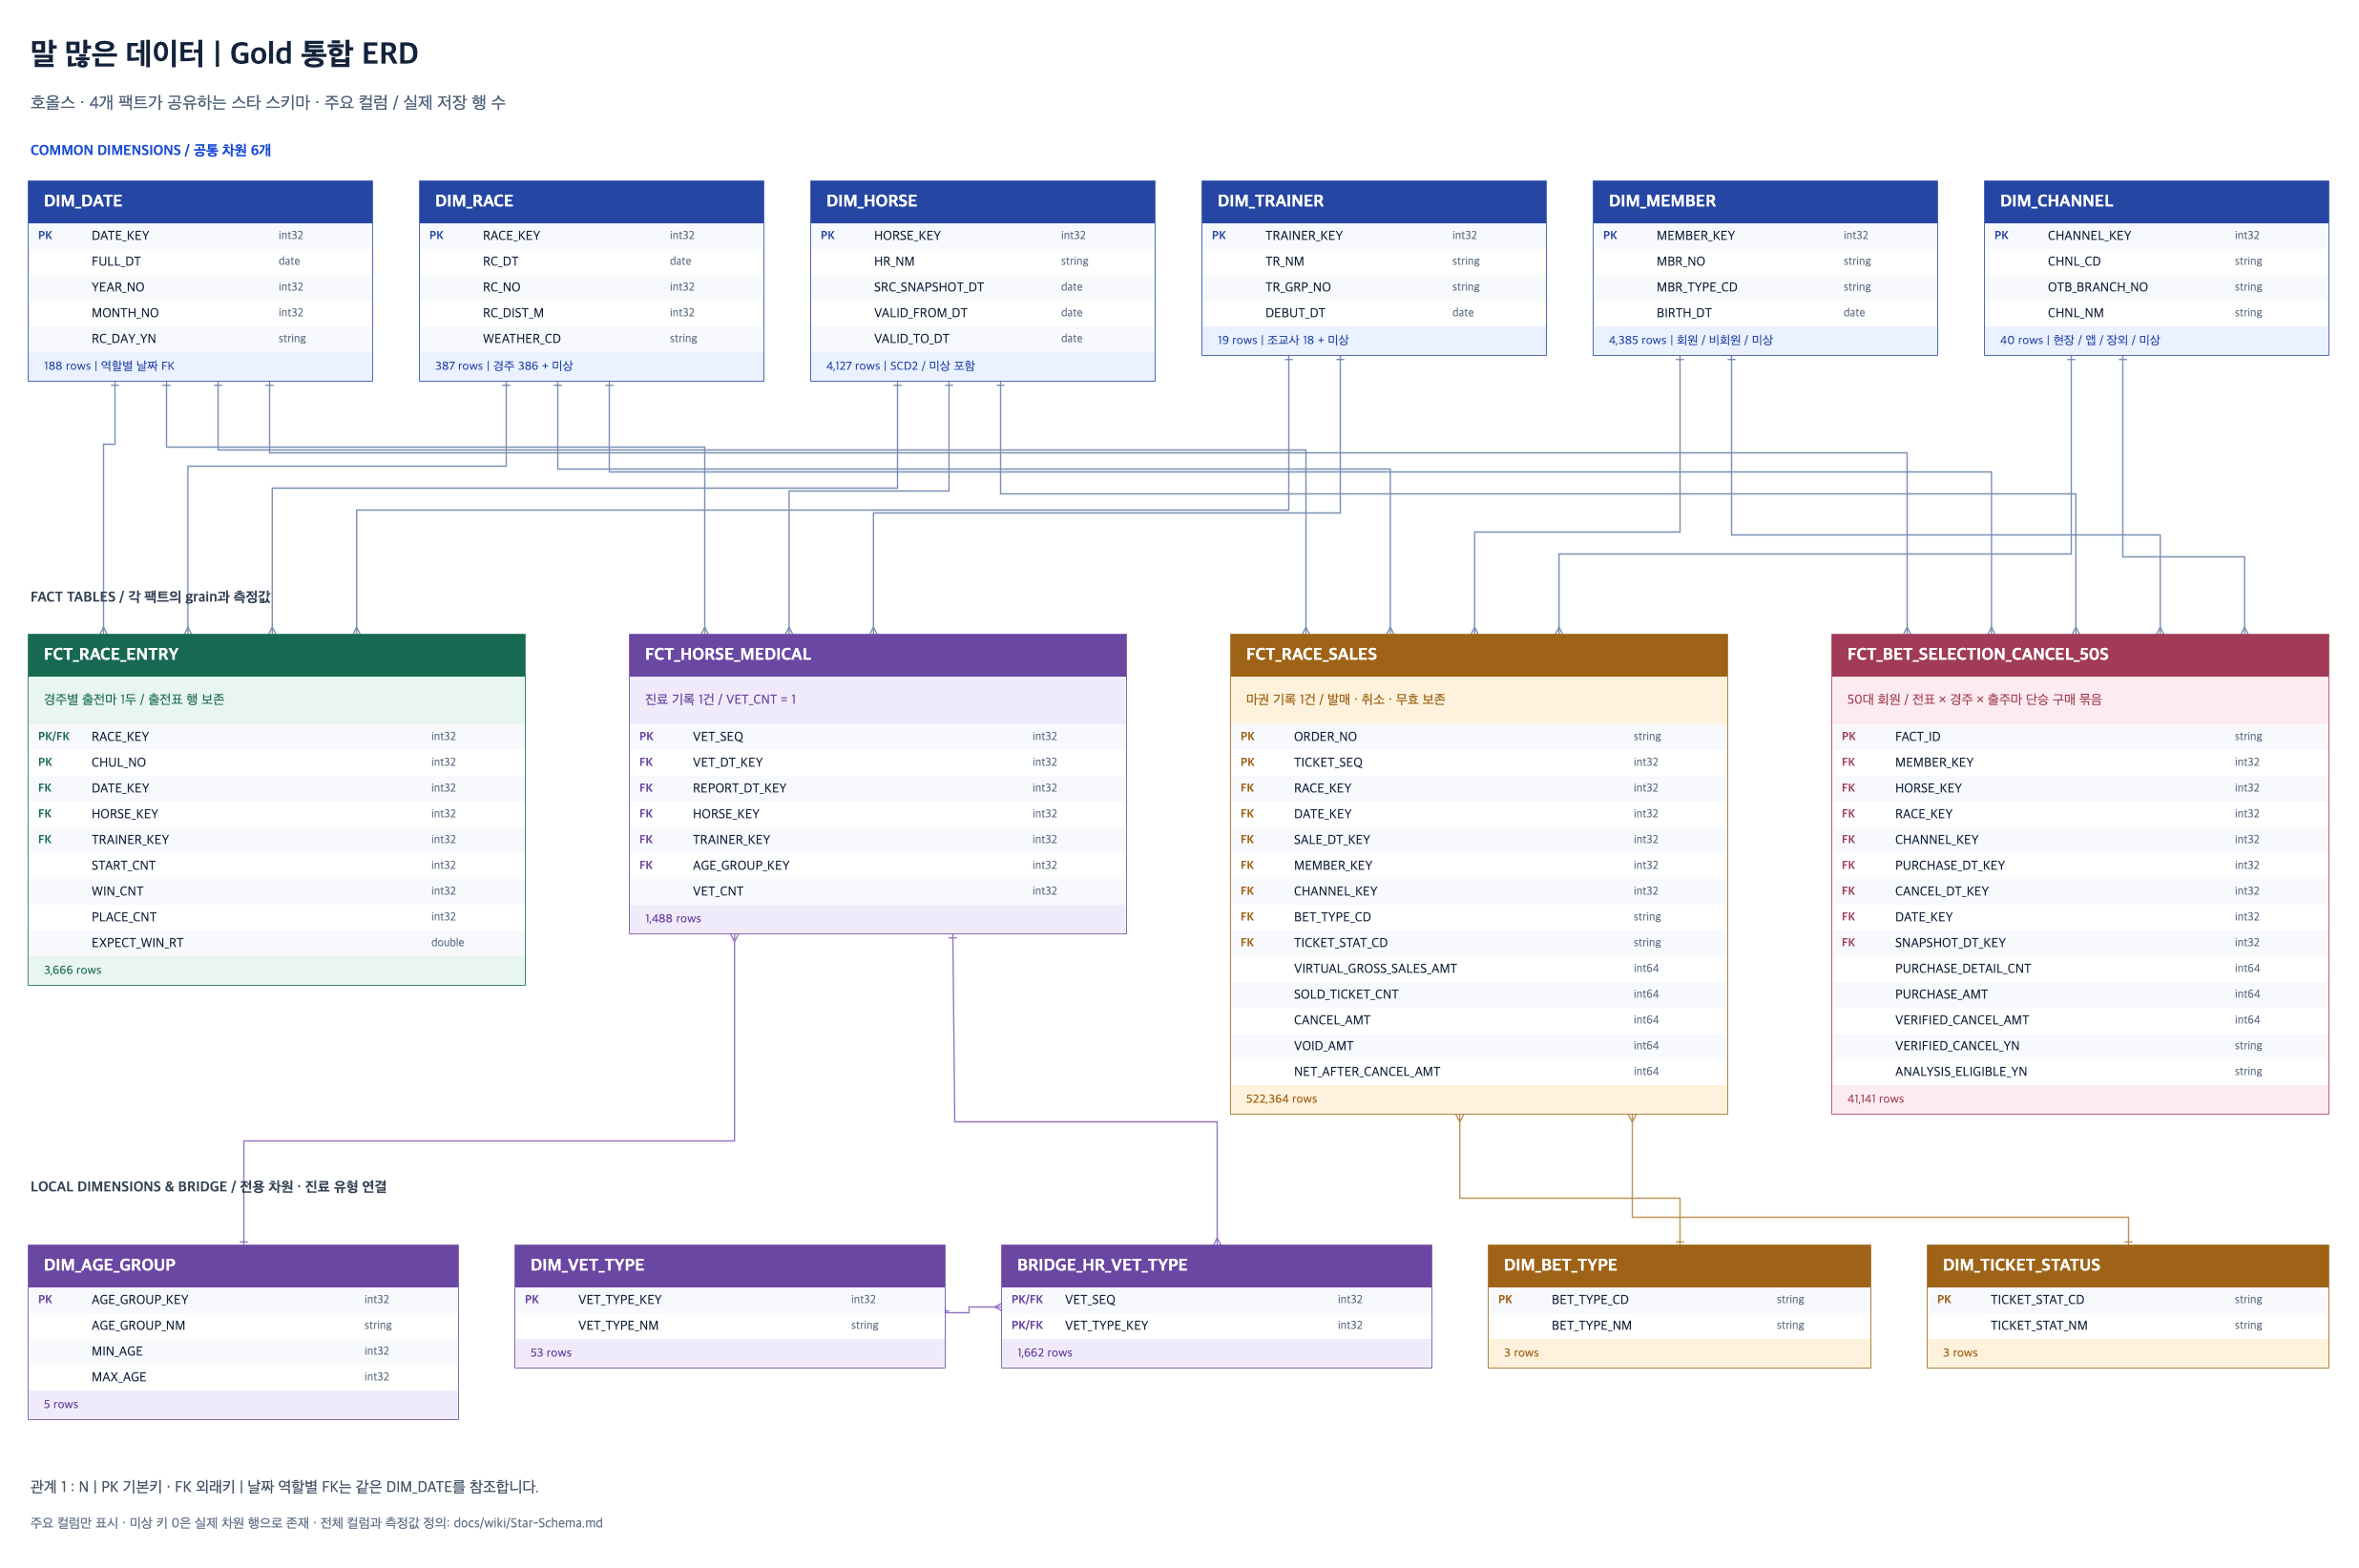 말 많은 데이터 | Gold 통합 ERD
호올스 · 4개 팩트가 공유하는 스타 스키마 · 주요 컬럼 / 실제 저장 행 수
COMMON DIMENSIONS / 공통 차원 6개
DIM_DATE
PK DATE_KEY int32
FULL_DT date
YEAR_NO int32
MONTH_NO int32
RC_DAY_YN string
188 rows | 역할별 날짜 FK
DIM_RACE
PK RACE_KEY int32
RC_DT date
RC_NO int32
RC_DIST_M int32
WEATHER_CD string
387 rows | 경주 386 + 미상
DIM_HORSE
PK HORSE_KEY int32
HR_NM string
SRC_SNAPSHOT_DT date
VALID_FROM_DT date
VALID_TO_DT date
4,127 rows | SCD2 / 미상 포함
DIM_TRAINER
PK TRAINER_KEY int32
TR_NM string
TR_GRP_NO string
DEBUT_DT date
19 rows | 조교사 18 + 미상
DIM_MEMBER
PK MEMBER_KEY int32
MBR_NO string
MBR_TYPE_CD string
BIRTH_DT date
4,385 rows | 회원 / 비회원 / 미상
DIM_CHANNEL
PK CHANNEL_KEY int32
CHNL_CD string
OTB_BRANCH_NO string
CHNL_NM string
40 rows | 현장 / 앱 / 장외 / 미상
FACT TABLES / 각 팩트의 grain과 측정값
FCT_RACE_ENTRY
경주별 출전마 1두 / 출전표 행 보존
PK/FK RACE_KEY int32
PK CHUL_NO int32
FK DATE_KEY int32
FK HORSE_KEY int32
FK TRAINER_KEY int32
START_CNT int32
WIN_CNT int32
PLACE_CNT int32
EXPECT_WIN_RT double
3,666 rows
FCT_HORSE_MEDICAL
진료 기록 1건 / VET_CNT = 1
PK VET_SEQ int32
FK VET_DT_KEY int32
FK REPORT_DT_KEY int32
FK HORSE_KEY int32
FK TRAINER_KEY int32
FK AGE_GROUP_KEY int32
VET_CNT int32
1,488 rows
FCT_RACE_SALES
마권 기록 1건 / 발매 · 취소 · 무효 보존
PK ORDER_NO string
PK TICKET_SEQ int32
FK RACE_KEY int32
FK DATE_KEY int32
FK SALE_DT_KEY int32
FK MEMBER_KEY int32
FK CHANNEL_KEY int32
FK BET_TYPE_CD string
FK TICKET_STAT_CD string
VIRTUAL_GROSS_SALES_AMT int64
SOLD_TICKET_CNT int64
CANCEL_AMT int64
VOID_AMT int64
NET_AFTER_CANCEL_AMT int64
522,364 rows
FCT_BET_SELECTION_CANCEL_50S
50대 회원 / 전표 × 경주 × 출주마 단승 구매 묶음
PK FACT_ID string
FK MEMBER_KEY int32
FK HORSE_KEY int32
FK RACE_KEY int32
FK CHANNEL_KEY int32
FK PURCHASE_DT_KEY int32
FK CANCEL_DT_KEY int32
FK DATE_KEY int32
FK SNAPSHOT_DT_KEY int32
PURCHASE_DETAIL_CNT int64
PURCHASE_AMT int64
VERIFIED_CANCEL_AMT int64
VERIFIED_CANCEL_YN string
ANALYSIS_ELIGIBLE_YN string
41,141 rows
LOCAL DIMENSIONS & BRIDGE / 전용 차원 · 진료 유형 연결
DIM_AGE_GROUP
PK AGE_GROUP_KEY int32
AGE_GROUP_NM string
MIN_AGE int32
MAX_AGE int32
5 rows
DIM_VET_TYPE
PK VET_TYPE_KEY int32
VET_TYPE_NM string
53 rows
BRIDGE_HR_VET_TYPE
PK/FK VET_SEQ int32
PK/FK VET_TYPE_KEY int32
1,662 rows
DIM_BET_TYPE
PK BET_TYPE_CD string
BET_TYPE_NM string
3 rows
DIM_TICKET_STATUS
PK TICKET_STAT_CD string
TICKET_STAT_NM string
3 rows
관계 1 : N | PK 기본키 · FK 외래키 | 날짜 역할별 FK는 같은 DIM_DATE를 참조합니다.
주요 컬럼만 표시 · 미상 키 0은 실제 차원 행으로 존재 · 전체 컬럼과 측정값 정의: docs/wiki/Star-Schema.md